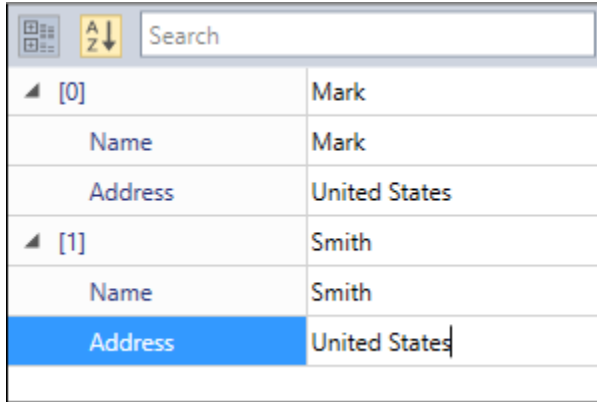 A
Z
Search
[0] Mark
Name Mark
Address United States
[1] Smith
Name Smith
Address United States